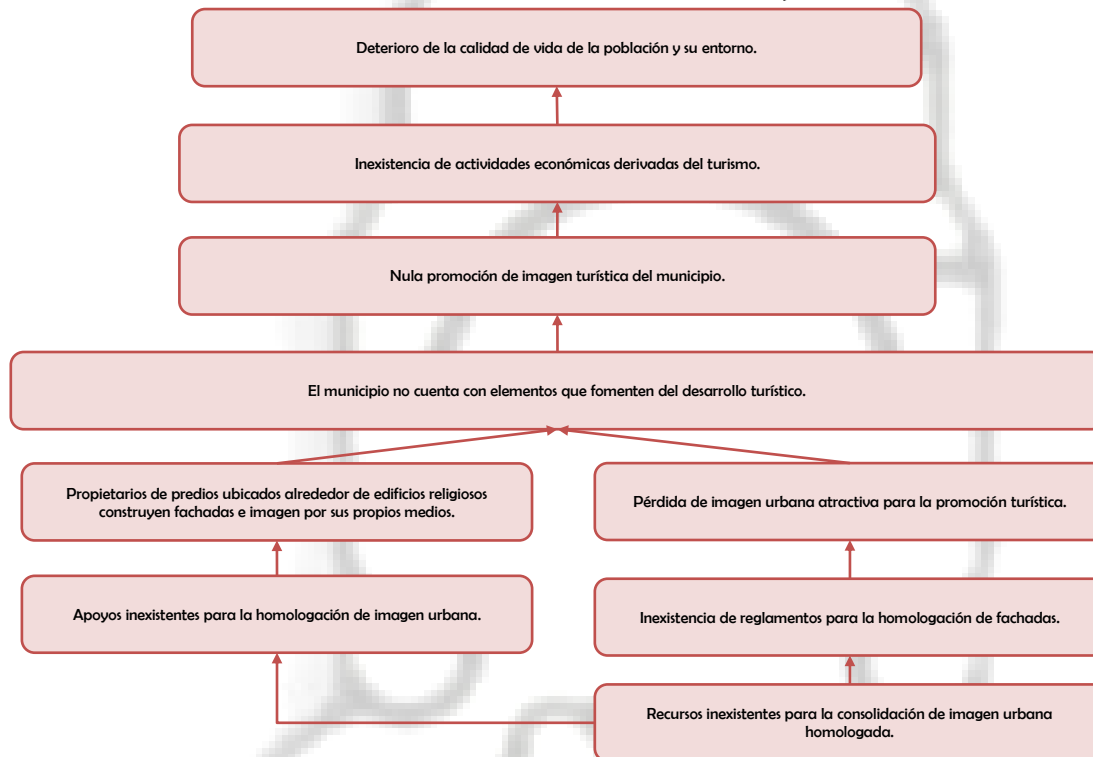 Deterioro de la calidad de vida de la población y su entorno.
Inexistencia de actividades económicas derivadas del turismo.
Nula promoción de imagen turística del municipio.
El municipio no cuenta con elementos que fomenten del desarrollo turístico.
Propietarios de predios ubicados alrededor de edificios religiosos
construyen fachadas e imagen por sus propios medios.
Pérdida de imagen urbana atractiva para la promoción turística.
Apoyos inexistentes para la homologación de imagen urbana.
Inexistencia de reglamentos para la homologación de fachadas.
Recursos inexistentes para la consolidación de imagen urbana
homologada.